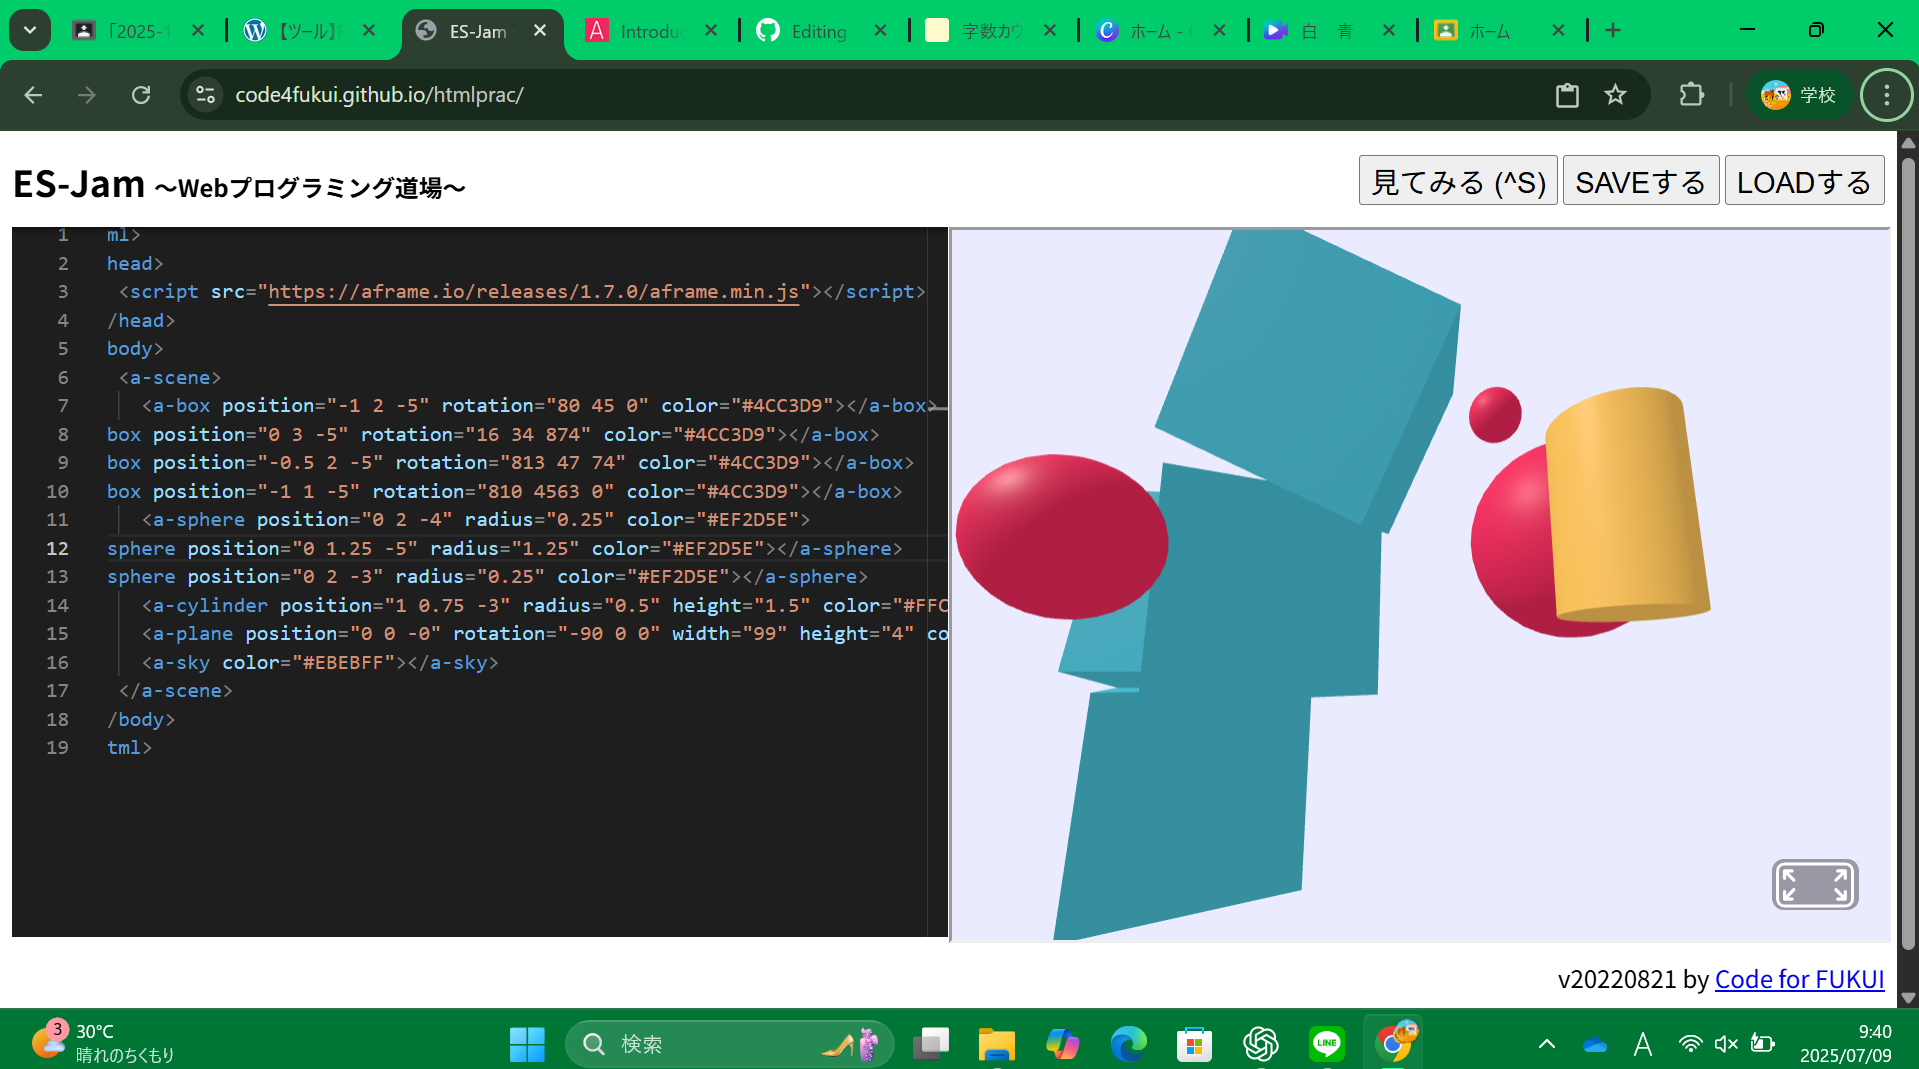 「2025-1
【ツール】F
ES-Jam
Introduc
Editing
字数カウ
ホーム - C
白 青
ホーム
code4fukui.github.io/htmlprac/
学校
ES-Jam ～Webプログラミング道場～
見てみる (^S)
SAVEする
LOADする
1 ml>
2 head>
3 <script src="https://aframe.io/releases/1.7.0/aframe.min.js"></script>
4 /head>
5 body>
6 <a-scene>
7 <a-box position="-1 2 -5" rotation="80 45 0" color="#4CC3D9"></a-box>
8 box position="0 3 -5" rotation="16 34 874" color="#4CC3D9"></a-box>
9 box position="-0.5 2 -5" rotation="813 47 74" color="#4CC3D9"></a-box>
10 box position="-1 1 -5" rotation="810 4563 0" color="#4CC3D9"></a-box>
11 <a-sphere position="0 2 -4" radius="0.25" color="#EF2D5E">
12 sphere position="0 1.25 -5" radius="1.25" color="#EF2D5E"></a-sphere>
13 sphere position="0 2 -3" radius="0.25" color="#EF2D5E"></a-sphere>
14 <a-cylinder position="1 0.75 -3" radius="0.5" height="1.5" color="#FFC
15 <a-plane position="0 0 -0" rotation="-90 0 0" width="99" height="4" co
16 <a-sky color="#EBEBFF"></a-sky>
17 </a-scene>
18 /body>
19 tml>
v20220821 by Code for FUKUI
3
30°C
晴れのちくもり
検索
LINE
A
9:40
2025/07/09